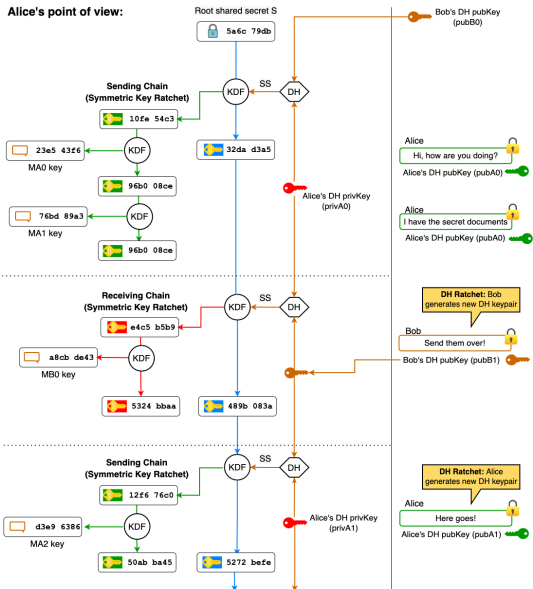 Alice's point of view:
Root shared secret S
5a6c 79db
Bob's DH pubKey
(pubB0)
Sending Chain
(Symmetric Key Ratchet)
KDF
SS
DH
10fe 54c3
23e5 43f6
KDF
MA0 key
32da d3a5
Alice
Hi, how are you doing?
Alice's DH pubKey (pubA0)
96b0 08ce
Alice's DH privKey
(privA0)
76bd 89a3
KDF
MA1 key
Alice
I have the secret documents
Alice's DH pubKey (pubA0)
96b0 08ce
Receiving Chain
(Symmetric Key Ratchet)
KDF
SS
DH
DH Ratchet: Bob
generates new DH keypair
e4c5 b5b9
Bob
Send them over!
a8cb de43
KDF
MB0 key
Bob's DH pubKey (pubB1)
5324 bbaa
489b 083a
Sending Chain
(Symmetric Key Ratchet)
KDF
SS
DH
DH Ratchet: Alice
generates new DH keypair
12f6 76c0
Alice
Here goes!
d3e9 6386
KDF
MA2 key
Alice's DH privKey
(privA1)
Alice's DH pubKey (pubA1)
50ab ba45
5272 befe